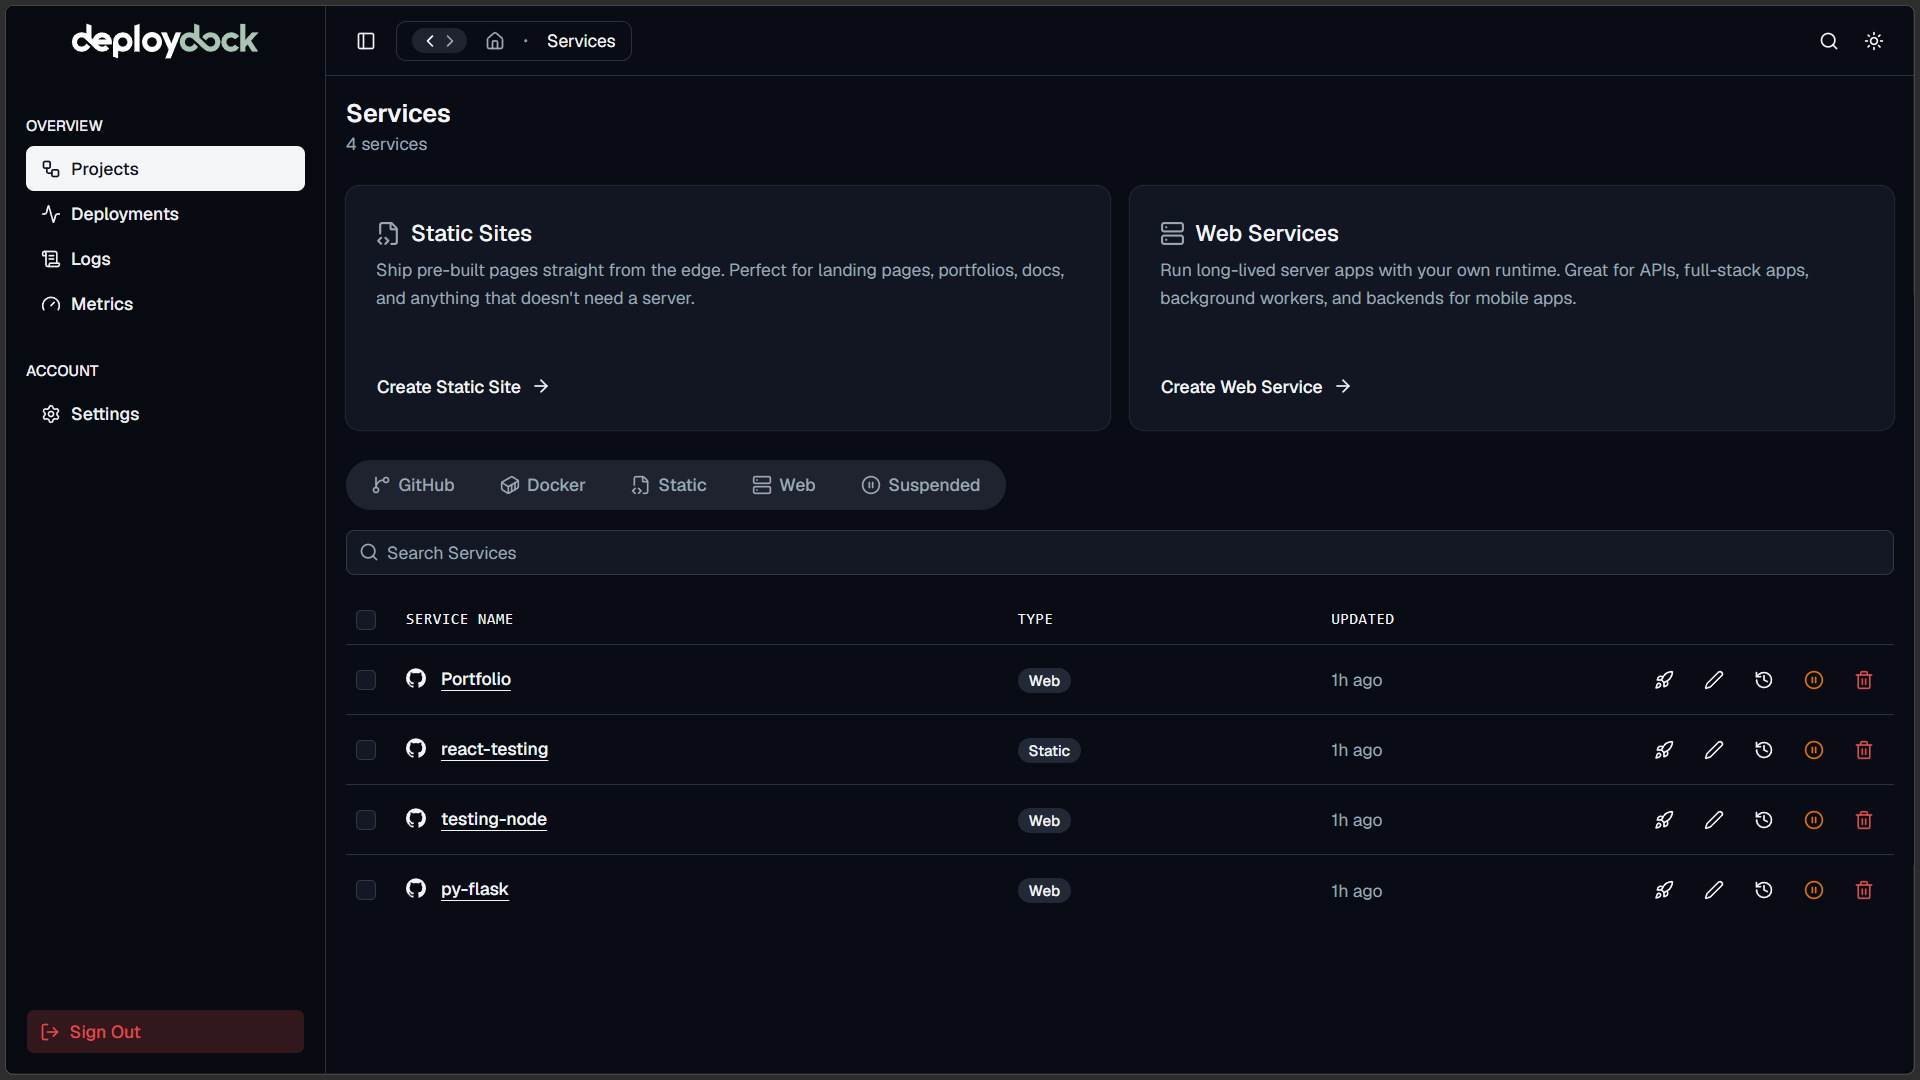 deploydock
OVERVIEW
Projects
Deployments
Logs
Metrics
ACCOUNT
Settings
Sign Out
Services
Services
4 services
Static Sites
Ship pre-built pages straight from the edge. Perfect for landing pages, portfolios, docs,
and anything that doesn't need a server.
Create Static Site
Web Services
Run long-lived server apps with your own runtime. Great for APIs, full-stack apps,
background workers, and backends for mobile apps.
Create Web Service
GitHub Docker Static Web Suspended
Search Services
SERVICE NAME TYPE UPDATED
Portfolio Web 1h ago
react-testing Static 1h ago
testing-node Web 1h ago
py-flask Web 1h ago